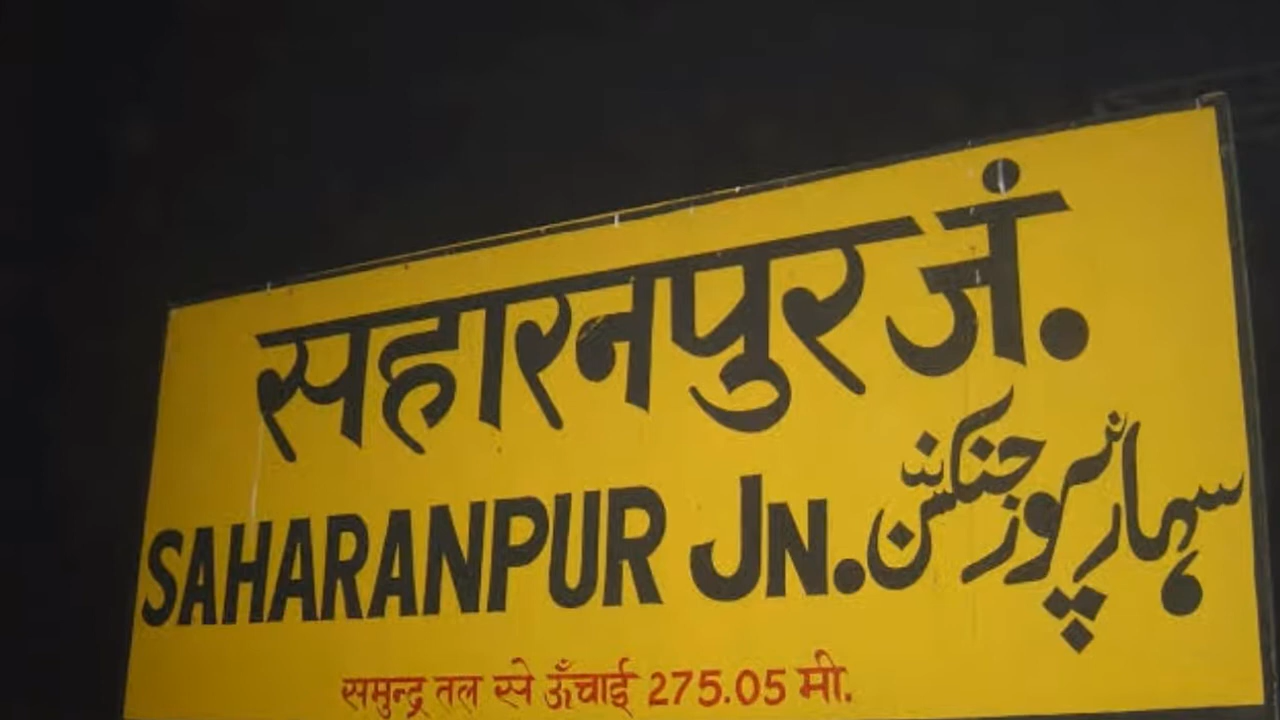 सहारनपुर जं.
SAHARANPUR JN.
سہارنپور جنکشن
समुन्द्र तल से ऊँचाई 275.05 मी.